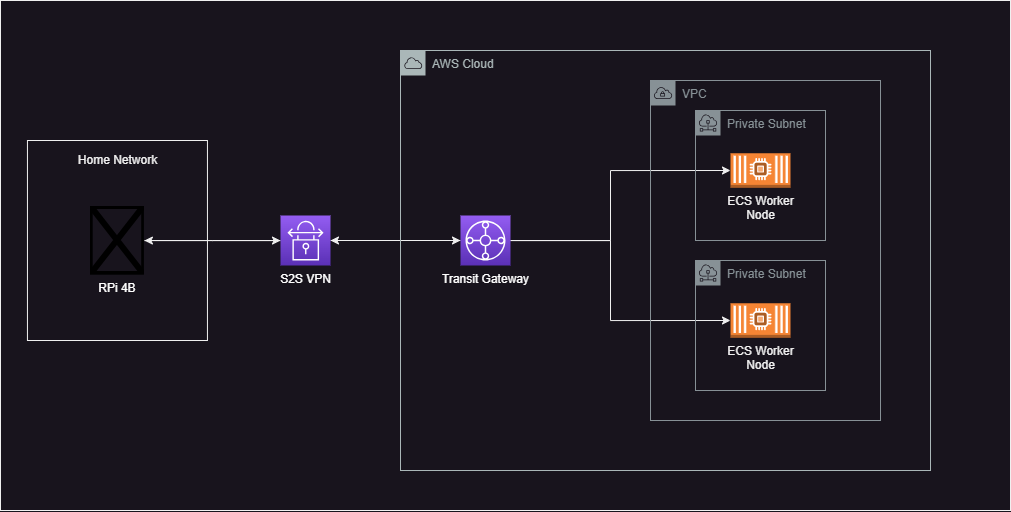 AWS Cloud
VPC
Private Subnet
ECS Worker
Node
Home Network
RPi 4B
S2S VPN
Transit Gateway
Private Subnet
ECS Worker
Node